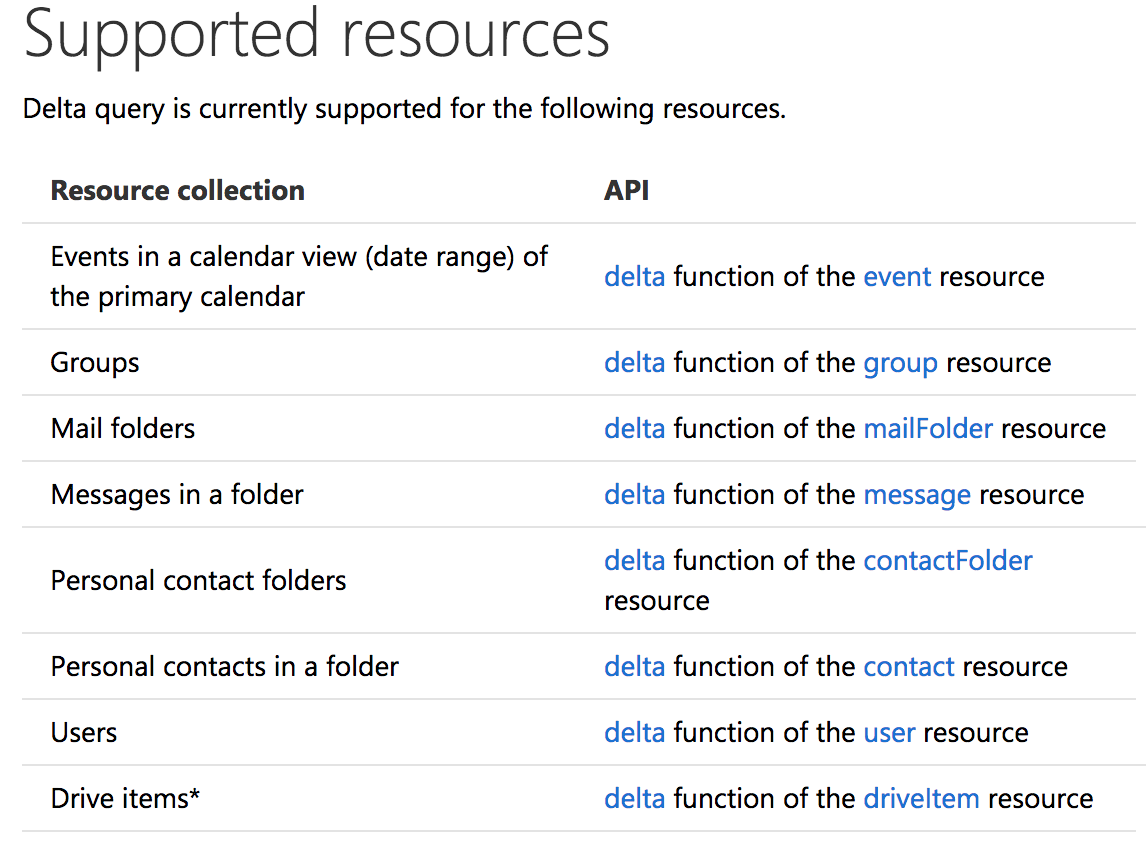 Supported resources
Delta query is currently supported for the following resources.
Resource collection API
Events in a calendar view (date range) of
the primary calendar
delta function of the event resource
Groups delta function of the group resource
Mail folders delta function of the mailFolder resource
Messages in a folder delta function of the message resource
Personal contact folders
delta function of the contactFolder
resource
Personal contacts in a folder delta function of the contact resource
Users delta function of the user resource
Drive items* delta function of the driveItem resource